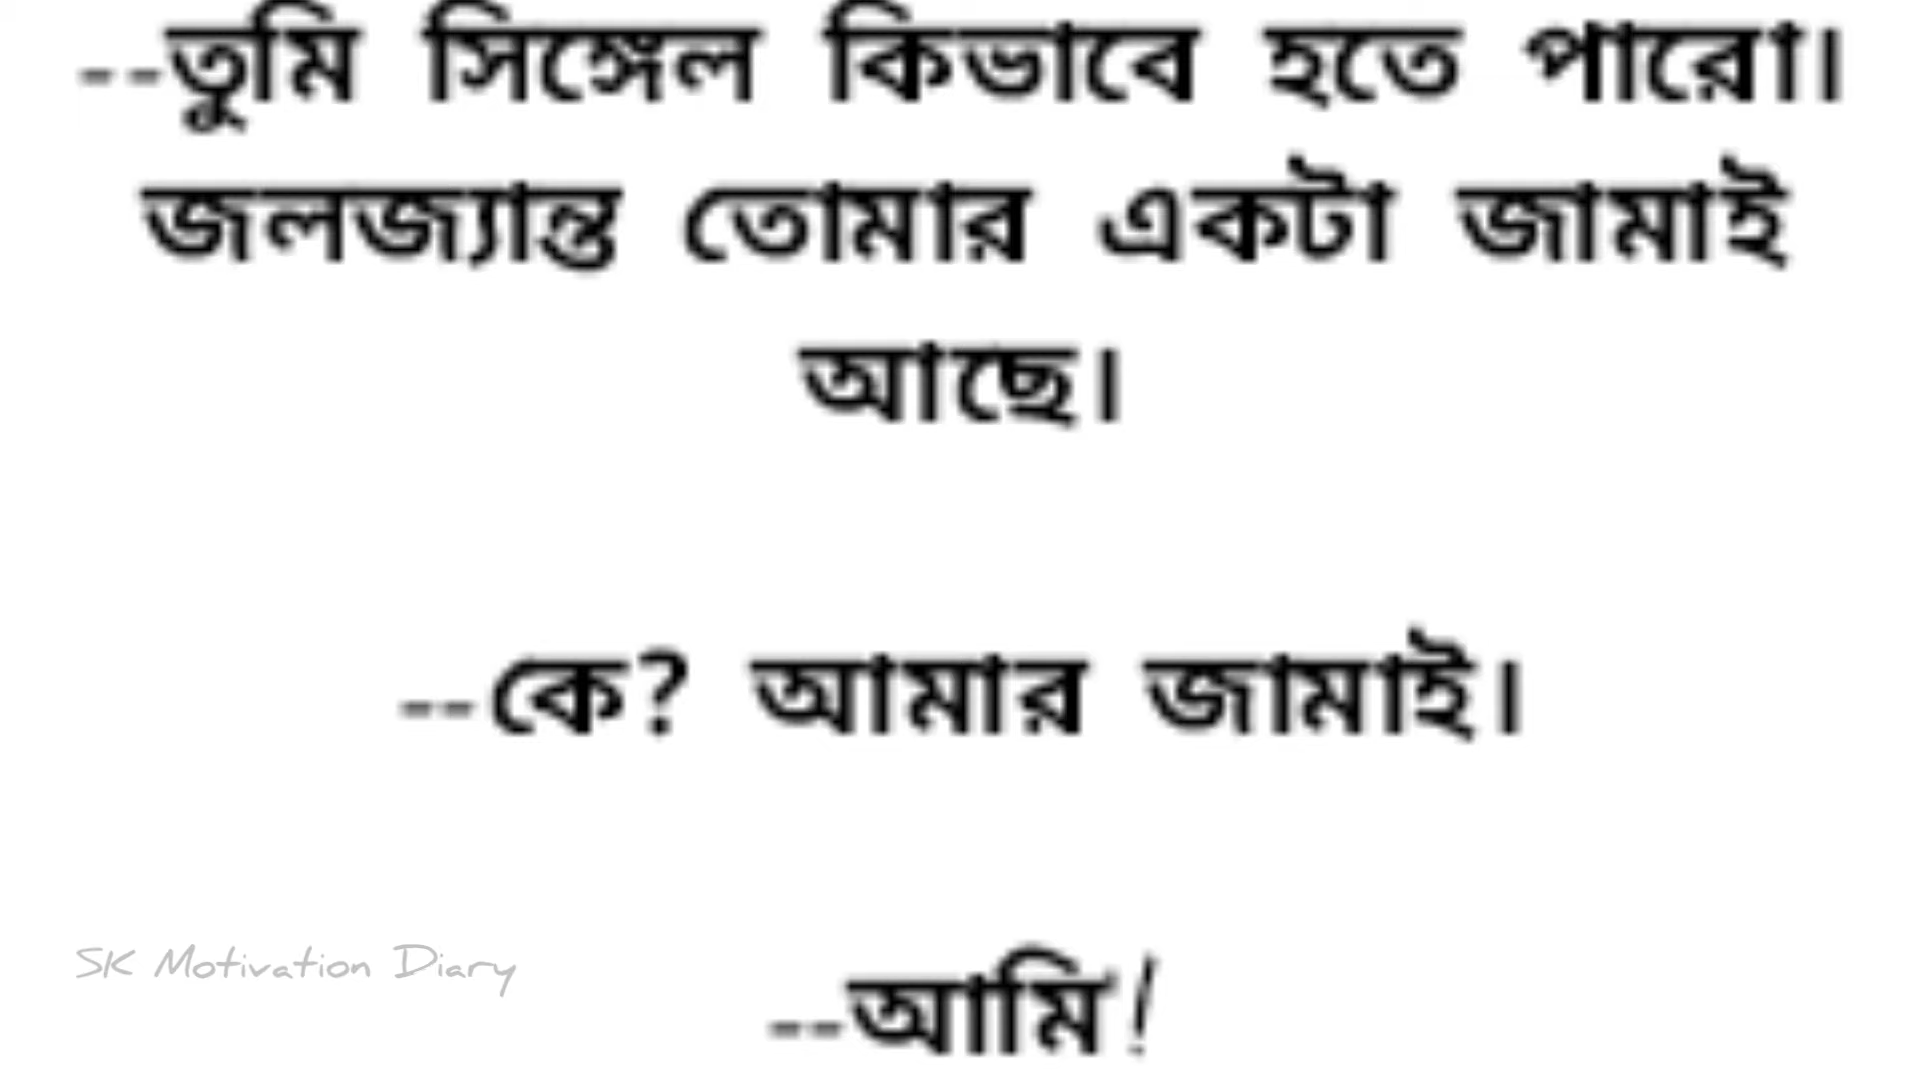 --তুমি সিঙ্গেল কিভাবে হতে পারো।
জলজ্যান্ত তোমার একটা জামাই
আছে।
--কে? আমার জামাই।
SK Motivation Diary
--আমি!